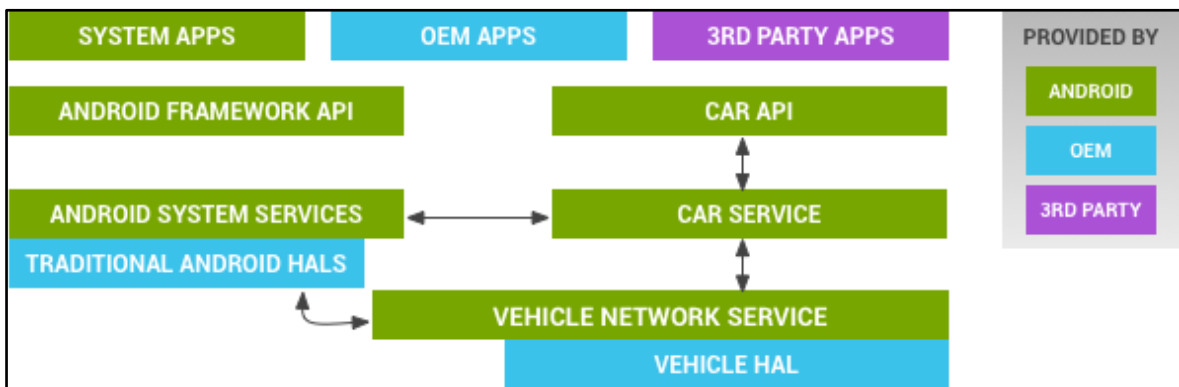 SYSTEM APPS
OEM APPS
3RD PARTY APPS
PROVIDED BY
ANDROID
OEM
3RD PARTY
ANDROID FRAMEWORK API
CAR API
ANDROID SYSTEM SERVICES
CAR SERVICE
TRADITIONAL ANDROID HALS
VEHICLE NETWORK SERVICE
VEHICLE HAL